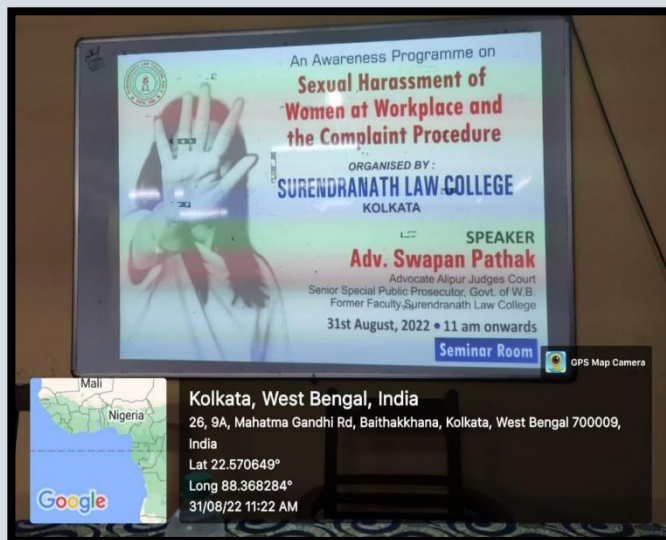 An Awareness Programme on
Sexual Harassment of
Women at Workplace and
the Complaint Procedure
ORGANISED BY :
SURENDRANATH LAW COLLEGE
KOLKATA
SPEAKER
Adv. Swapan Pathak
Advocate Alipur Judges Court
Senior Special Public Prosecutor, Govt. of W.B.
Former Faculty Surendranath Law College
31st August, 2022 • 11 am onwards
Seminar Room
GPS Map Camera
Mali
Nigeria
Google
Kolkata, West Bengal, India
26, 9A, Mahatma Gandhi Rd, Baithakkhana, Kolkata, West Bengal 700009,
India
Lat 22.570649°
Long 88.368284°
31/08/22 11:22 AM